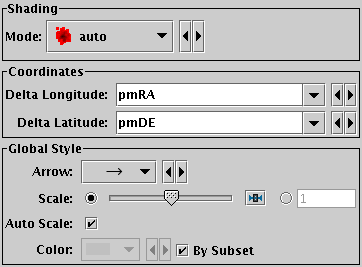 Shading
Mode: auto
Coordinates
Delta Longitude: pmRA
Delta Latitude: pmDE
Global Style
Arrow:
Scale: 1
Auto Scale:
Color: By Subset